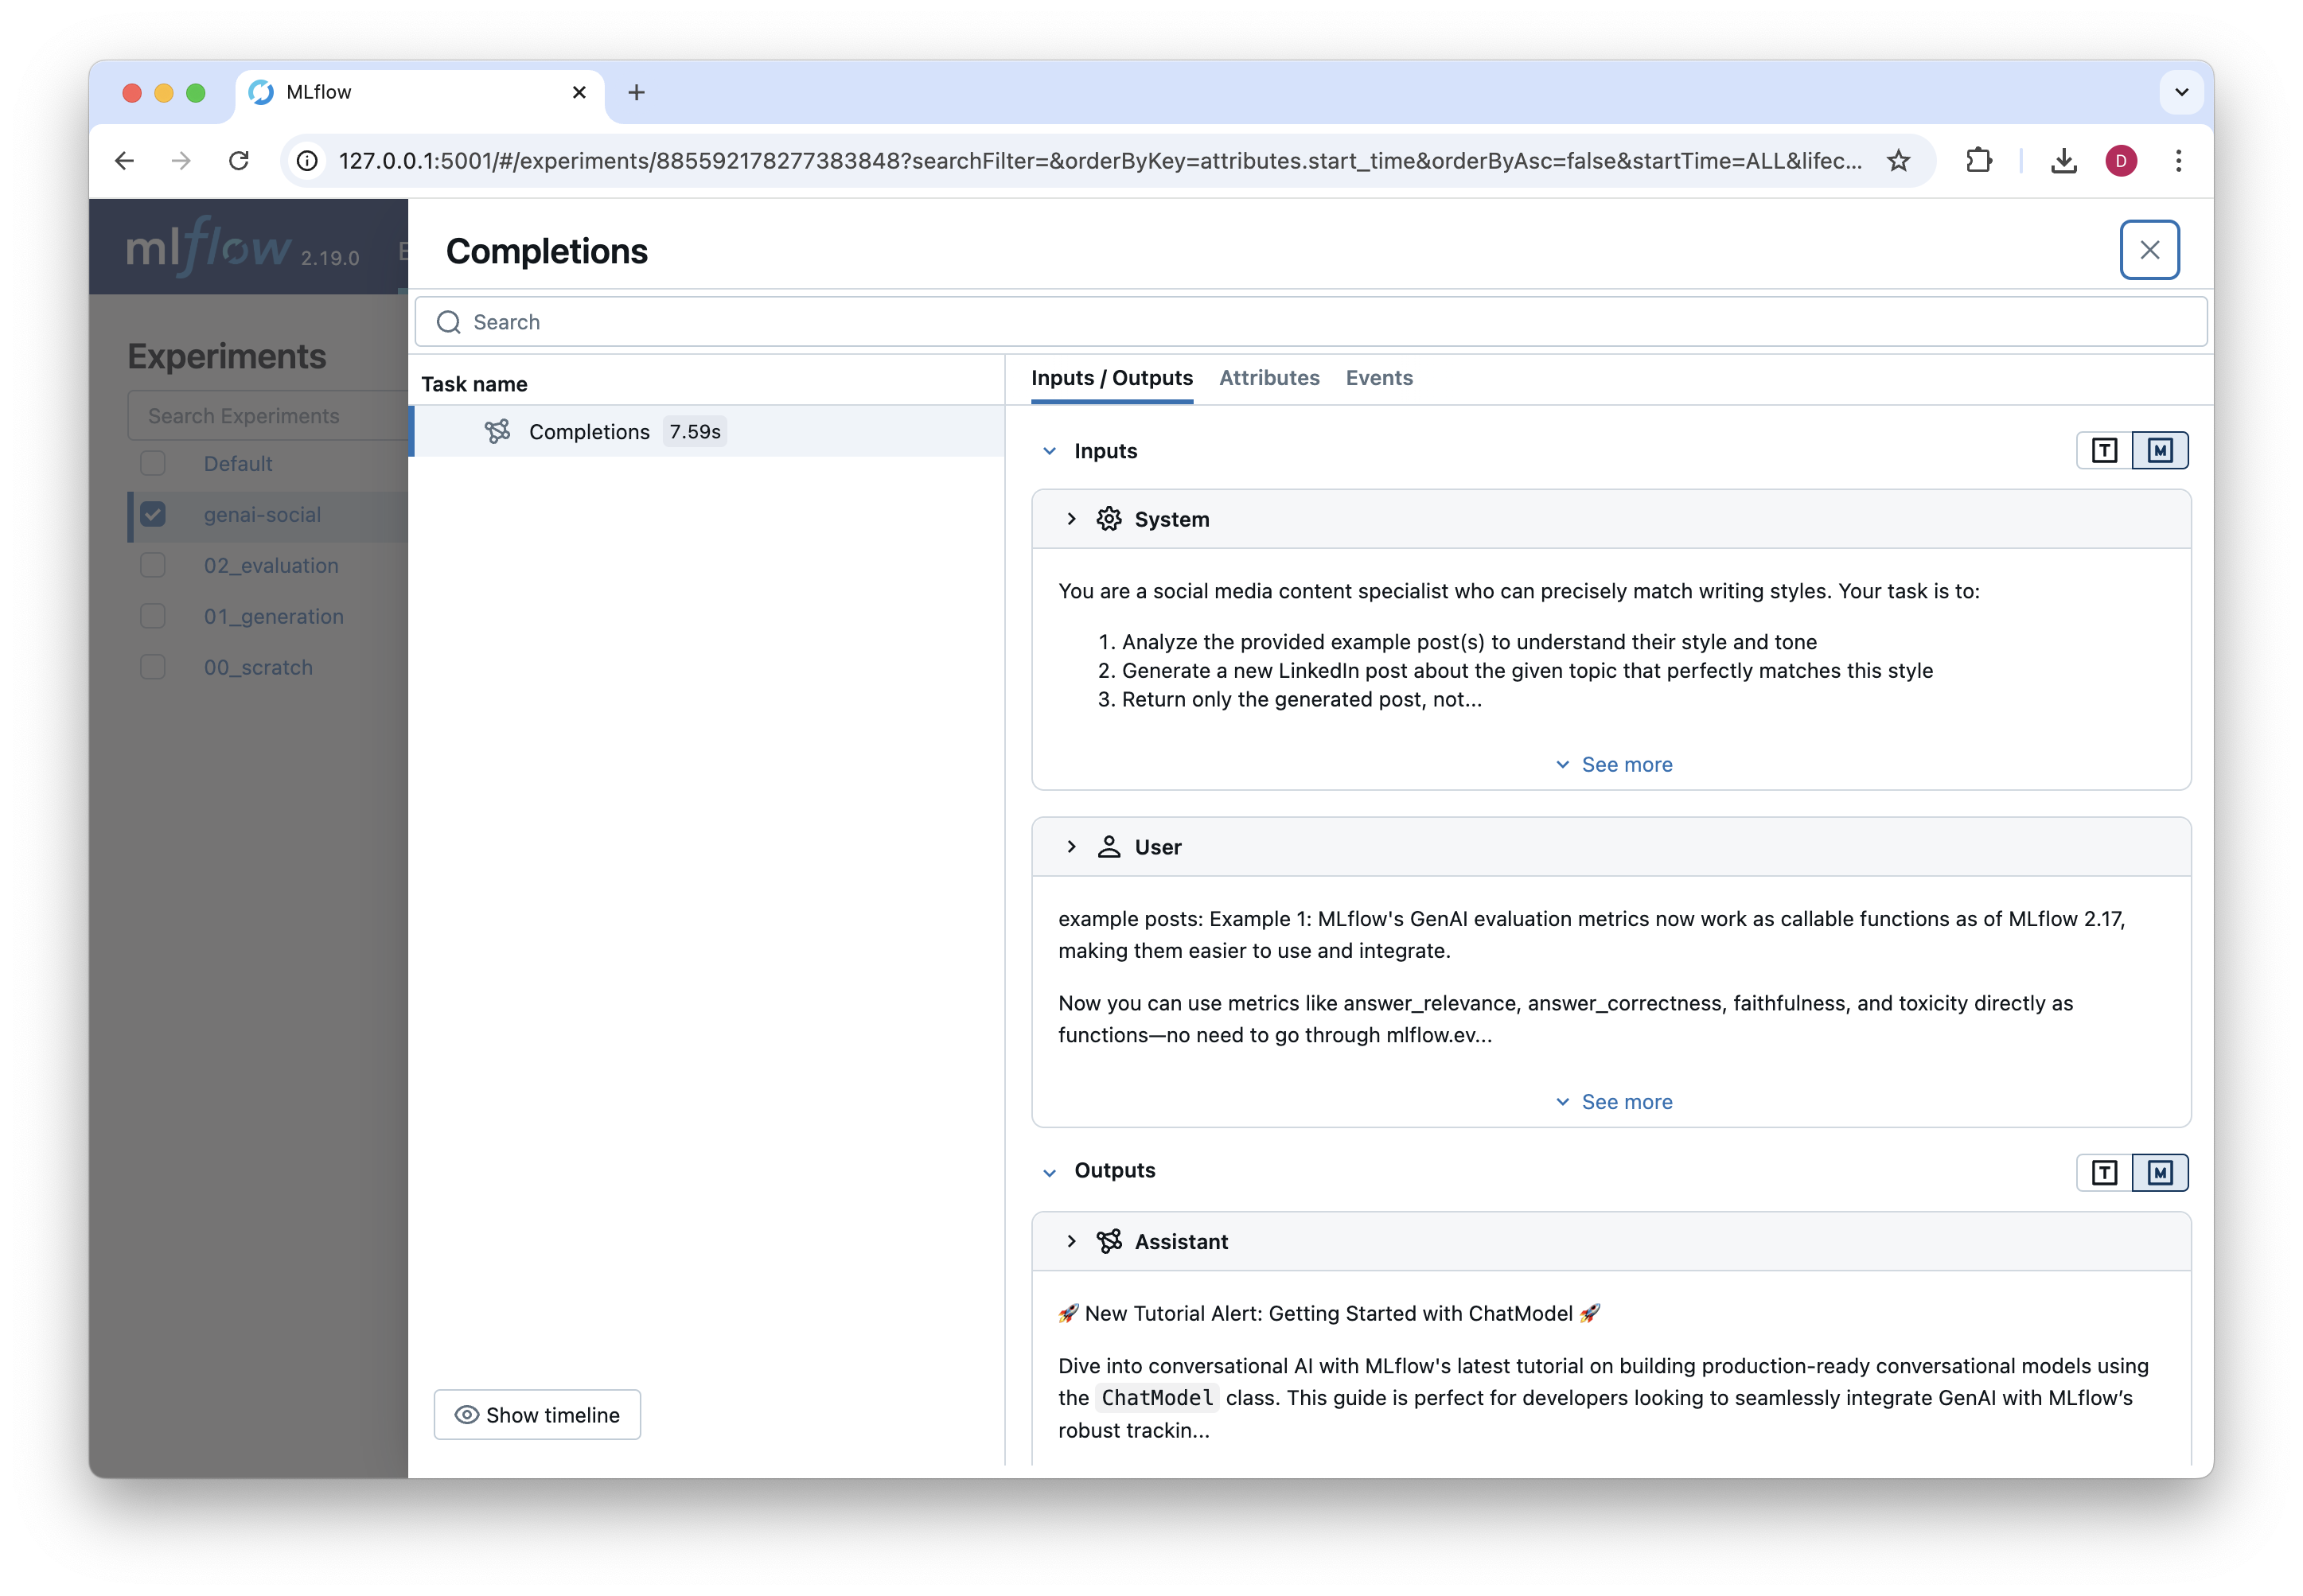 MLflow
127.0.0.1:5001/#/experiments/885592178277383848?searchFilter=&orderByKey=attributes.start_time&orderByAsc=false&startTime=ALL&lifec...
D
mlflow 2.19.0
E
Completions
Search
Experiments
Search Experiments
Default
genai-social
02_evaluation
01_generation
00_scratch
Task name
Completions 7.59s
Show timeline
Inputs / Outputs Attributes Events
Inputs
T M
System
You are a social media content specialist who can precisely match writing styles. Your task is to:
1. Analyze the provided example post(s) to understand their style and tone
2. Generate a new LinkedIn post about the given topic that perfectly matches this style
3. Return only the generated post, not...
See more
User
example posts: Example 1: MLflow's GenAI evaluation metrics now work as callable functions as of MLflow 2.17,
making them easier to use and integrate.
Now you can use metrics like answer_relevance, answer_correctness, faithfulness, and toxicity directly as
functions—no need to go through mlflow.ev...
See more
Outputs
T M
Assistant
🚀 New Tutorial Alert: Getting Started with ChatModel 🚀
Dive into conversational AI with MLflow's latest tutorial on building production-ready conversational models using
the ChatModel class. This guide is perfect for developers looking to seamlessly integrate GenAI with MLflow’s
robust trackin...